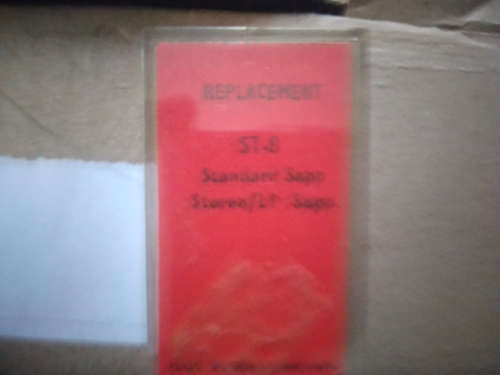 REPLACEMENT
ST-8
Standard Sapp
Stereo/LP Sapp.